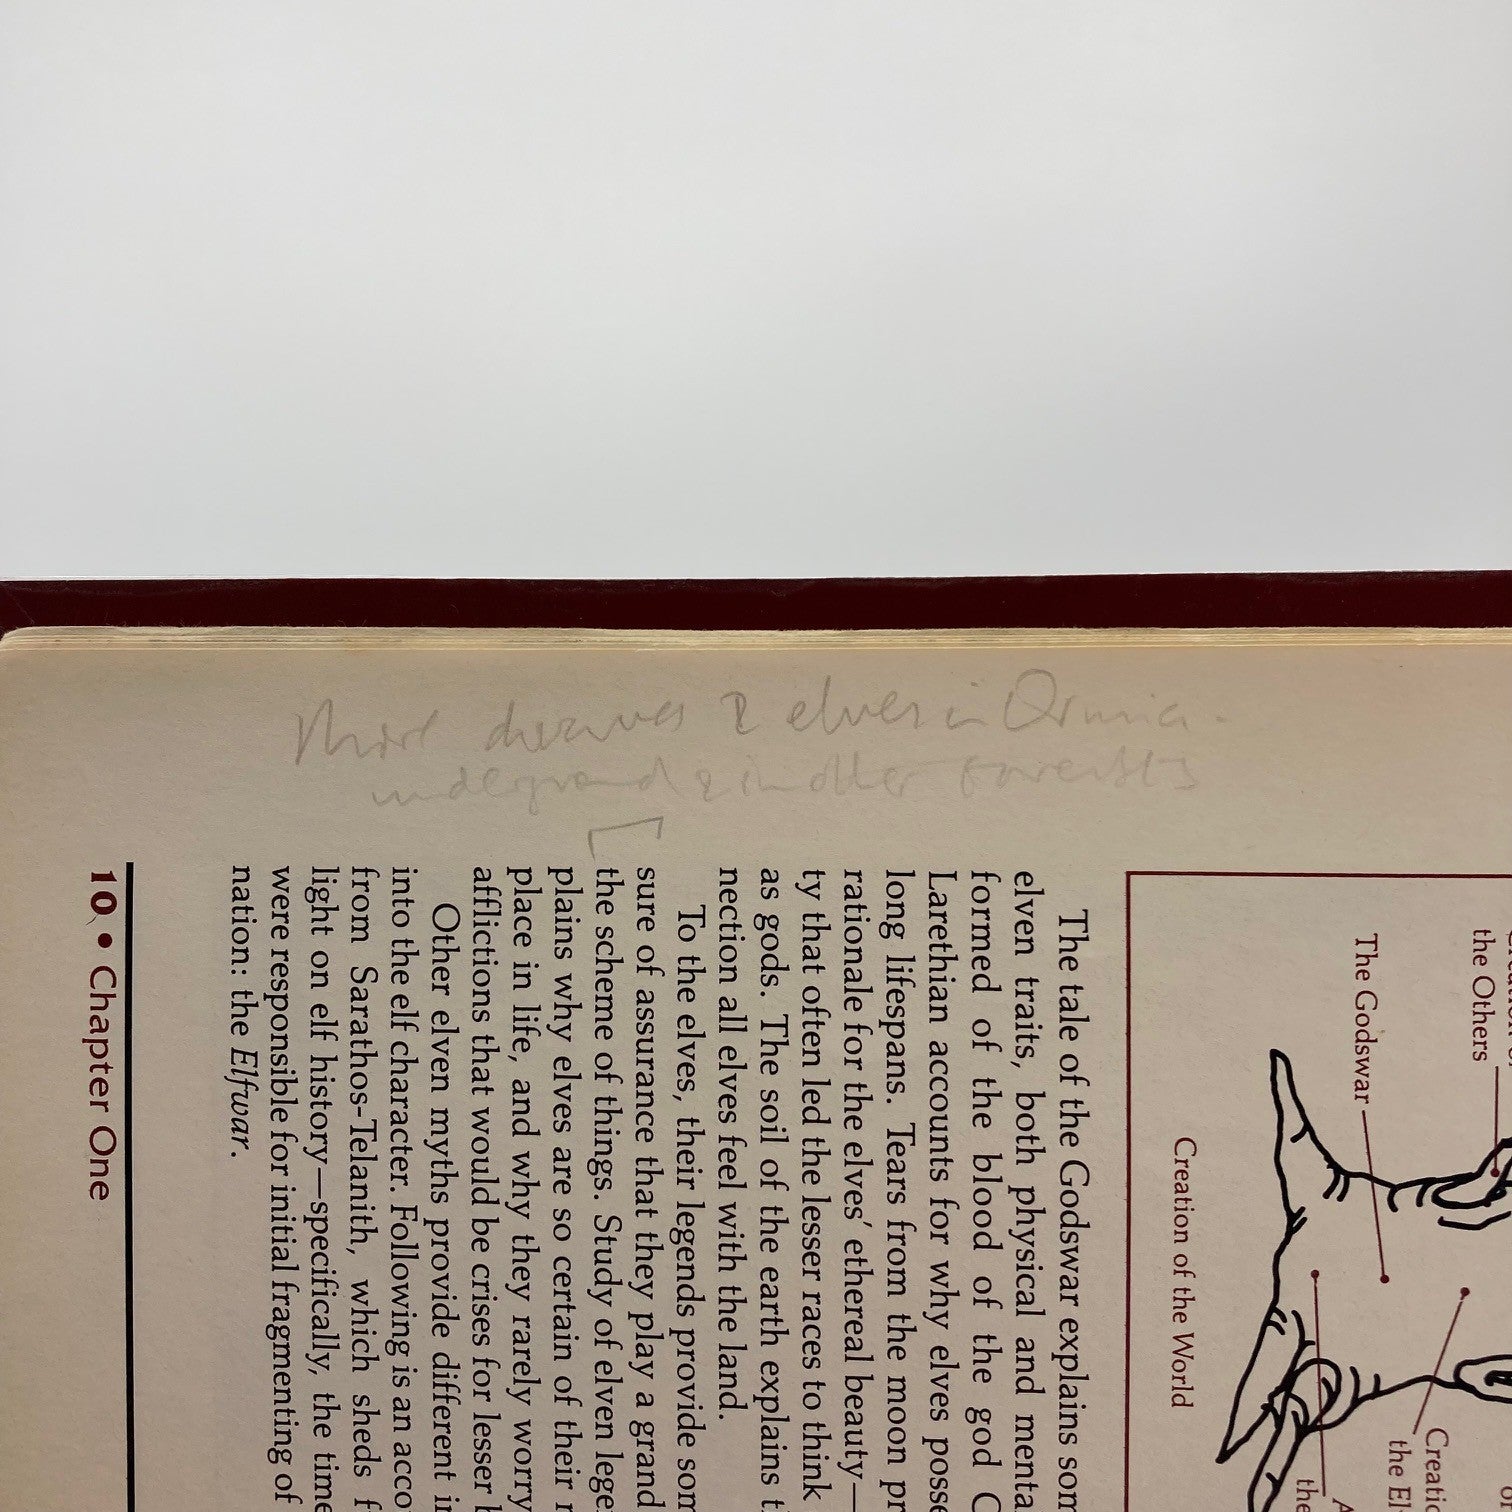 More dwarves & elves in Ormia.
underground & in other forests
the Others
The Godswar
Creation of the World
Creati
the El
A
the
The tale of the Godswar explains som
elven traits, both physical and menta
formed of the blood of the god C
Larethian accounts for why elves posse
long lifespans. Tears from the moon pr
rationale for the elves' ethereal beauty—
ty that often led the lesser races to think
as gods. The soil of the earth explains t
nection all elves feel with the land.
To the elves, their legends provide som
sure of assurance that they play a grand
the scheme of things. Study of elven lege
plains why elves are so certain of their r
place in life, and why they rarely worry
afflictions that would be crises for lesser
Other elven myths provide different i
into the elf character. Following is an acco
from Sarathos-Telanith, which sheds f
light on elf history—specifically, the time
were responsible for initial fragmenting of
nation: the Elfwar.
10 • Chapter One